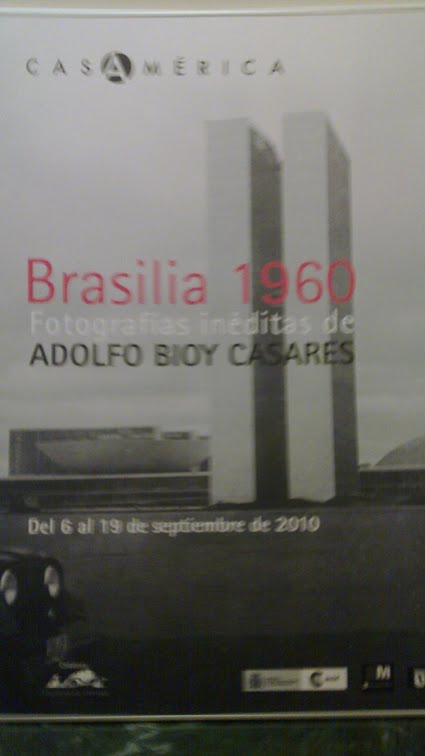 CASAMÉRICA
Brasilia 1960
Fotografías inéditas de
ADOLFO BIOY CASARES
Del 6 al 19 de septiembre de 2010
M